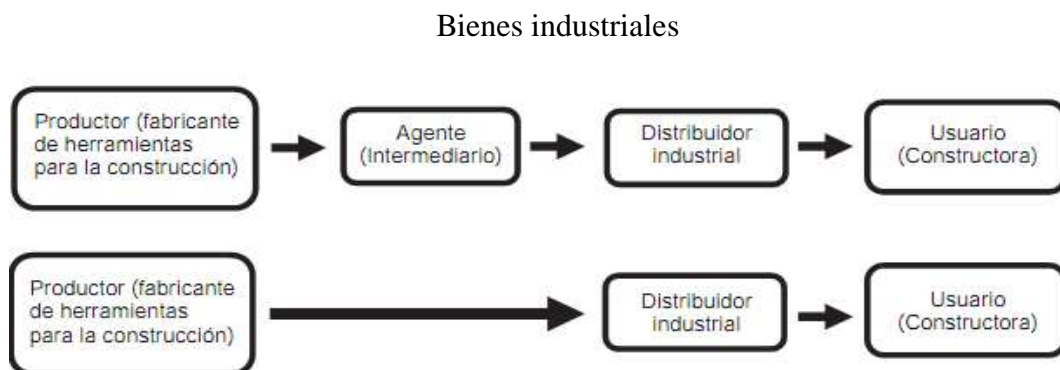 Bienes industriales
Productor (fabricante
de herramientas
para la construcción)
Agente
(Intermediario)
Distribuidor
industrial
Usuario
(Constructora)
Productor (fabricante
de herramientas
para la construcción)
Distribuidor
industrial
Usuario
(Constructora)